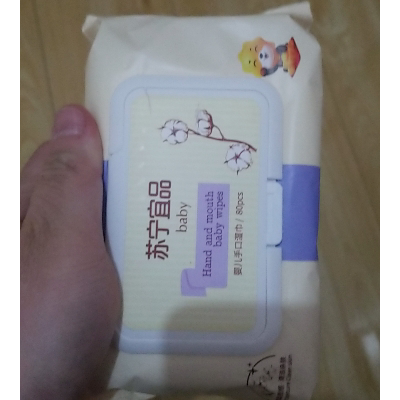 苏宁宜品
baby
Hand and mouth
baby wipes
婴儿手口湿巾 / 80pcs